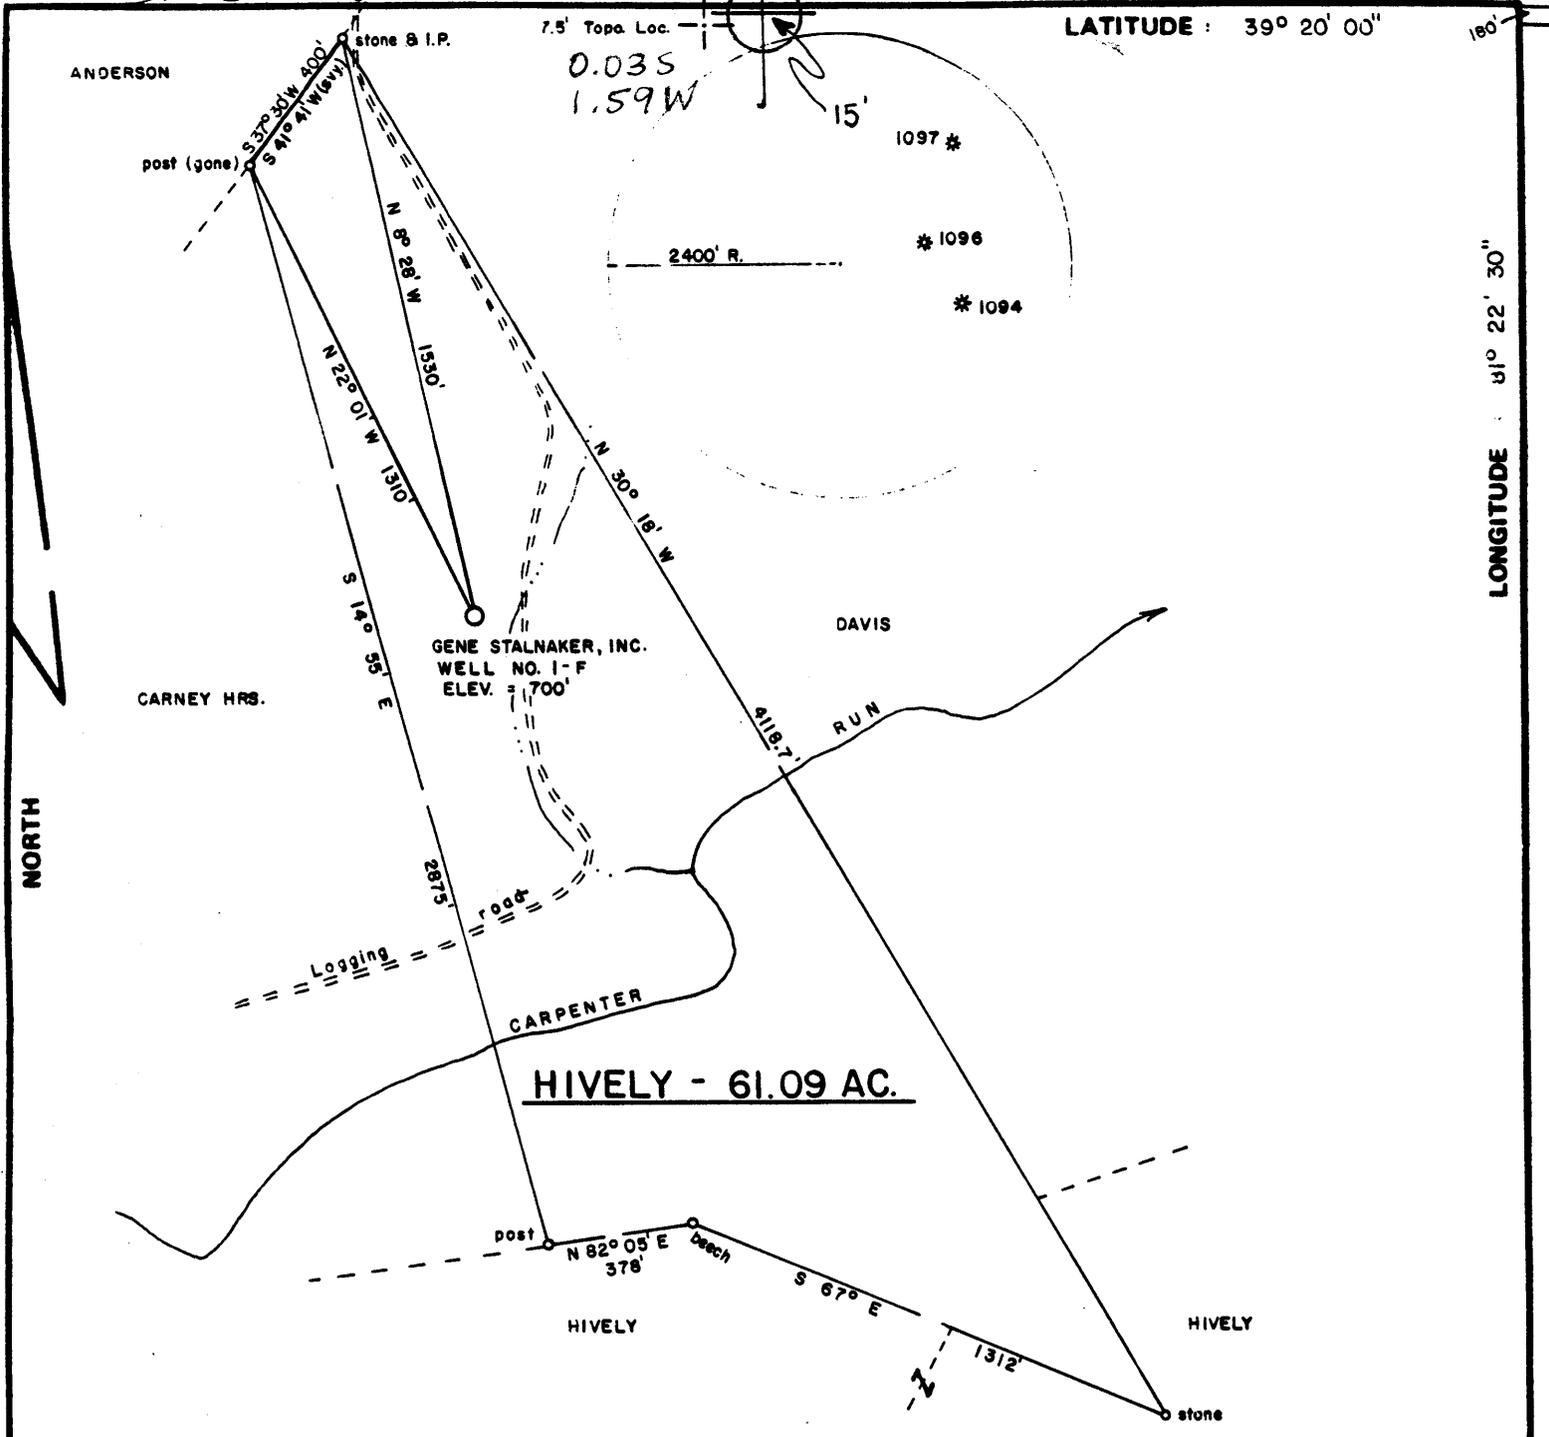 7.5' Topo. Loc.
LATITUDE : 39° 20' 00"
180'
stone & I.P.
ANDERSON
0.03 S
1.59 W
15'
S 37° 30' W 400'
S 41° 41' W (svy.)
post (gone)
1097
1096
2400' R.
1094
LONGITUDE : 81° 22' 30"
N 8° 28' W 1530'
N 22° 01' W 1310'
N 30° 18' W
4118.7'
S 14° 55' E
2875'
GENE STALNAKER, INC.
WELL NO. 1-F
ELEV. = 700'
DAVIS
CARNEY HRS.
RUN
NORTH
road
Logging
CARPENTER
HIVELY - 61.09 AC.
post
N 82° 05' E
378'
beech
S 67° E
1312'
HIVELY
HIVELY
Z
stone